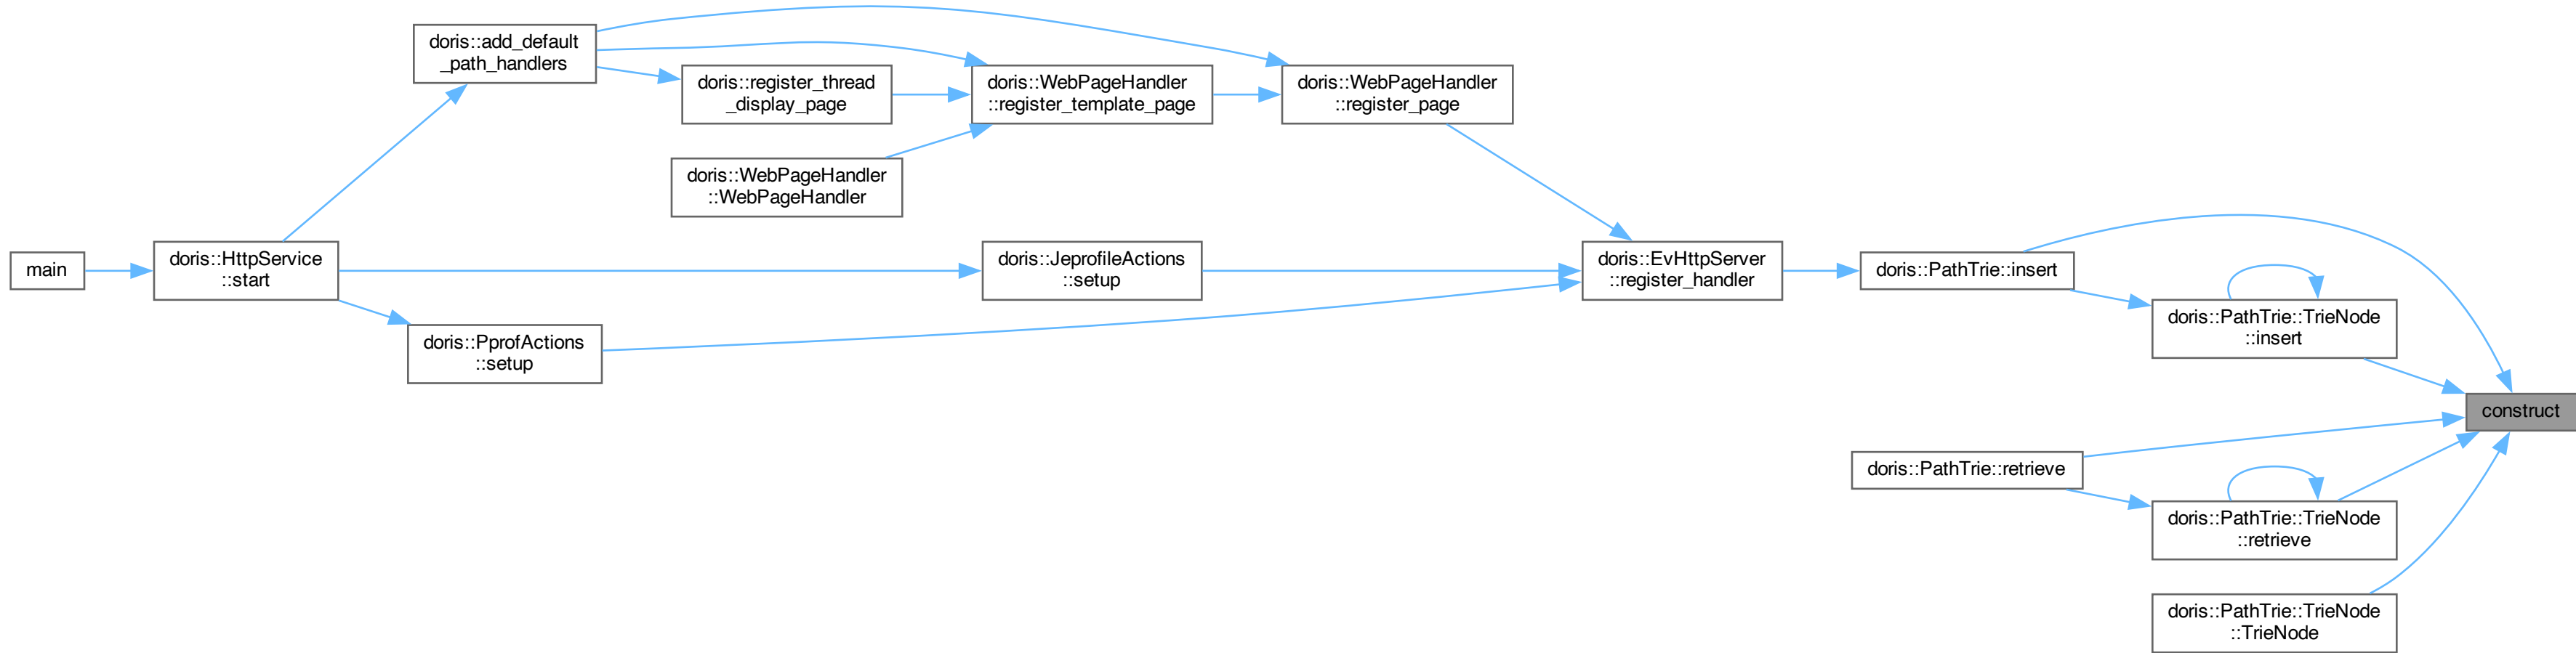 doris::add_default
_path_handlers
doris::register_thread
_display_page
doris::WebPageHandler
::register_template_page
doris::WebPageHandler
::register_page
doris::WebPageHandler
::WebPageHandler
main
doris::HttpService
::start
doris::JeprofileActions
::setup
doris::EvHttpServer
::register_handler
doris::PathTrie::insert
doris::PathTrie::TrieNode
::insert
doris::PprofActions
::setup
construct
doris::PathTrie::retrieve
doris::PathTrie::TrieNode
::retrieve
doris::PathTrie::TrieNode
::TrieNode